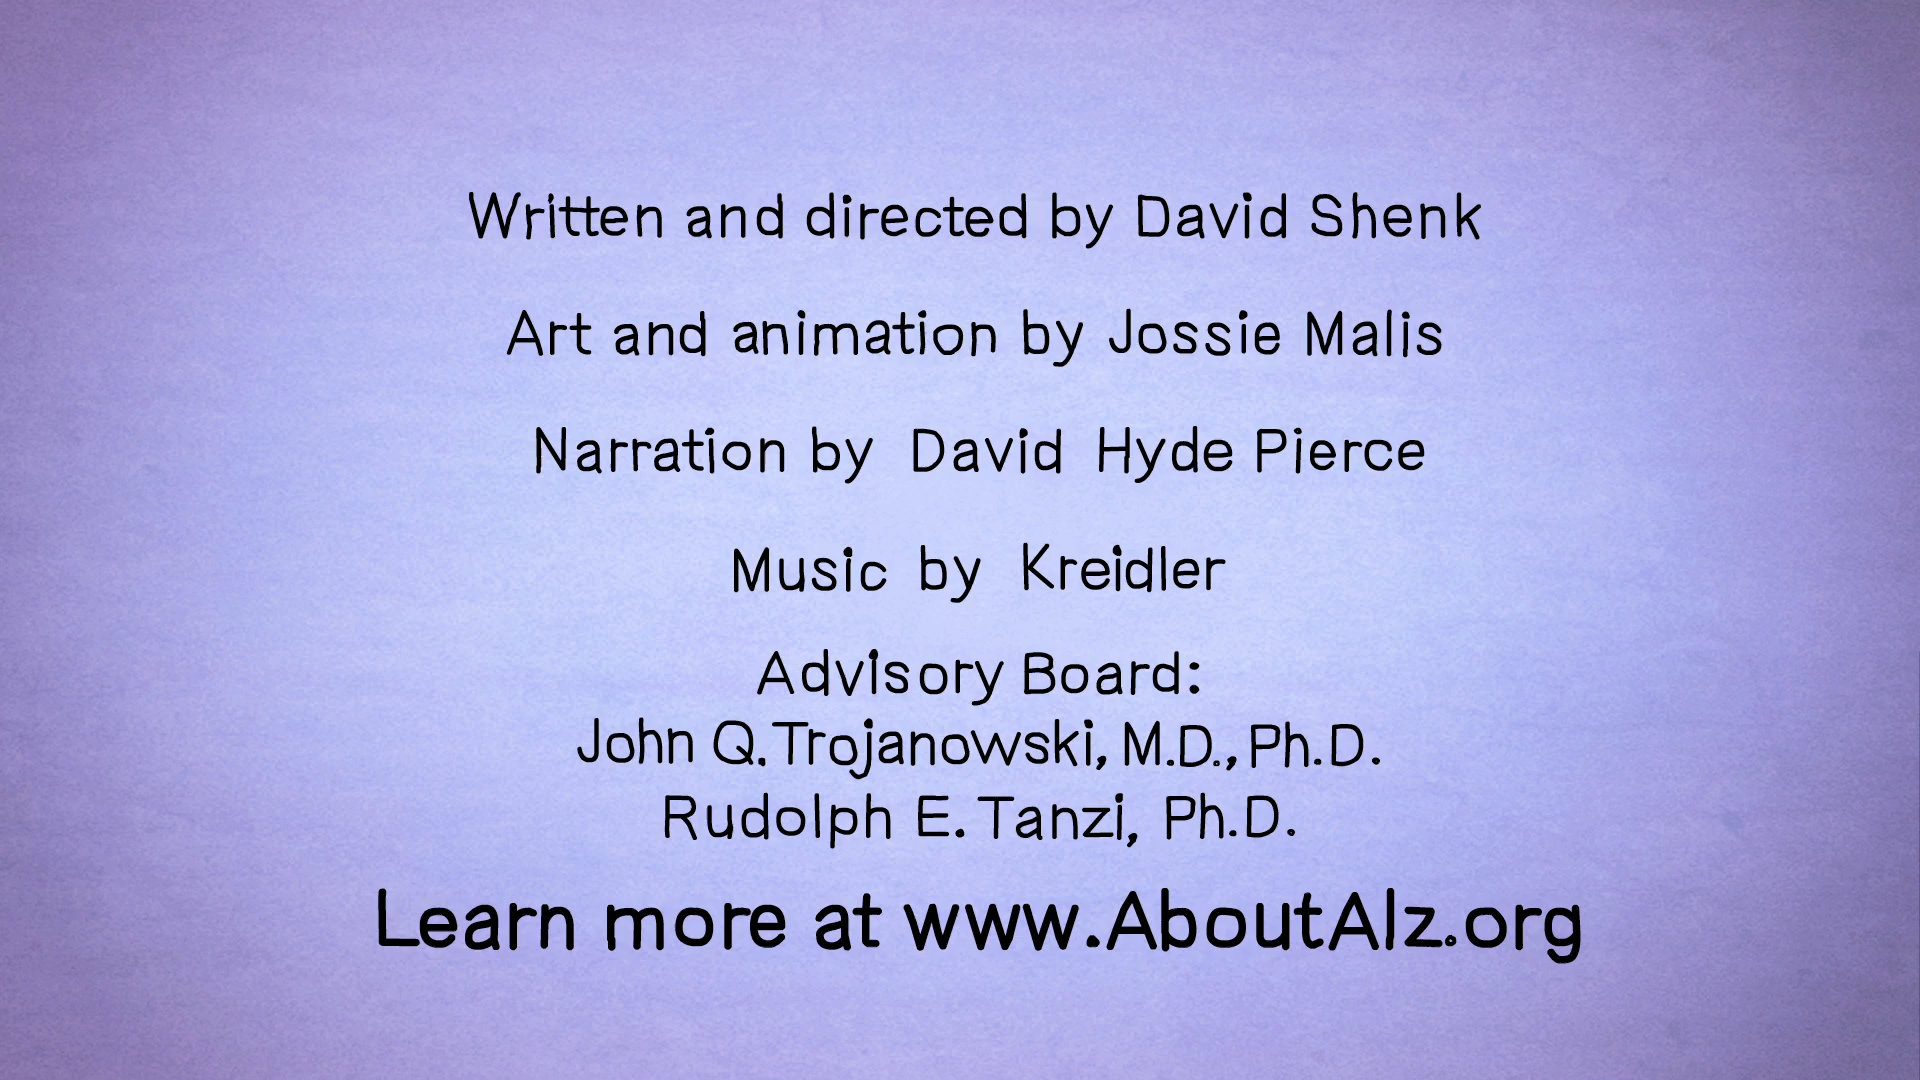 Written and directed by David Shenk
Art and animation by Jossie Malis
Narration by David Hyde Pierce
Music by Kreidler
Advisory Board:
John Q. Trojanowski, M.D., Ph.D.
Rudolph E. Tanzi, Ph.D.
Learn more at www.AboutAlz.org